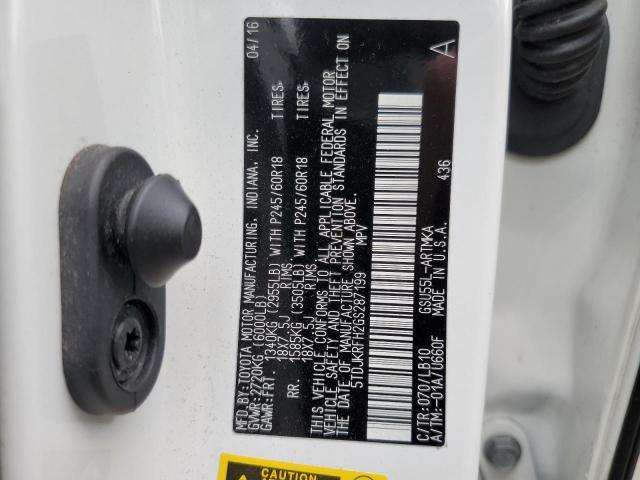 MFD. BY:TOYOTA MOTOR MANUFACTURING, INDIANA, INC. 04/16
GVWR:2720KG (6000LB)
GAWR:FRT. 1340KG (2955LB) WITH P245/60R18 TIRES,
18X7.5J RIMS
RR. 1585KG (3505LB) WITH P245/60R18 TIRES,
18X7.5J RIMS
THIS VEHICLE CONFORMS TO ALL APPLICABLE FEDERAL MOTOR
VEHICLE SAFETY AND THEFT PREVENTION STANDARDS IN EFFECT ON
THE DATE OF MANUFACTURE SHOWN ABOVE.
5TDJKRFH2GS287199 MPV
C/TR:070/LB10 GSU55L-ARTMKA 436 A
A/TM:-01A/U660F MADE IN U.S.A.
CAUTION